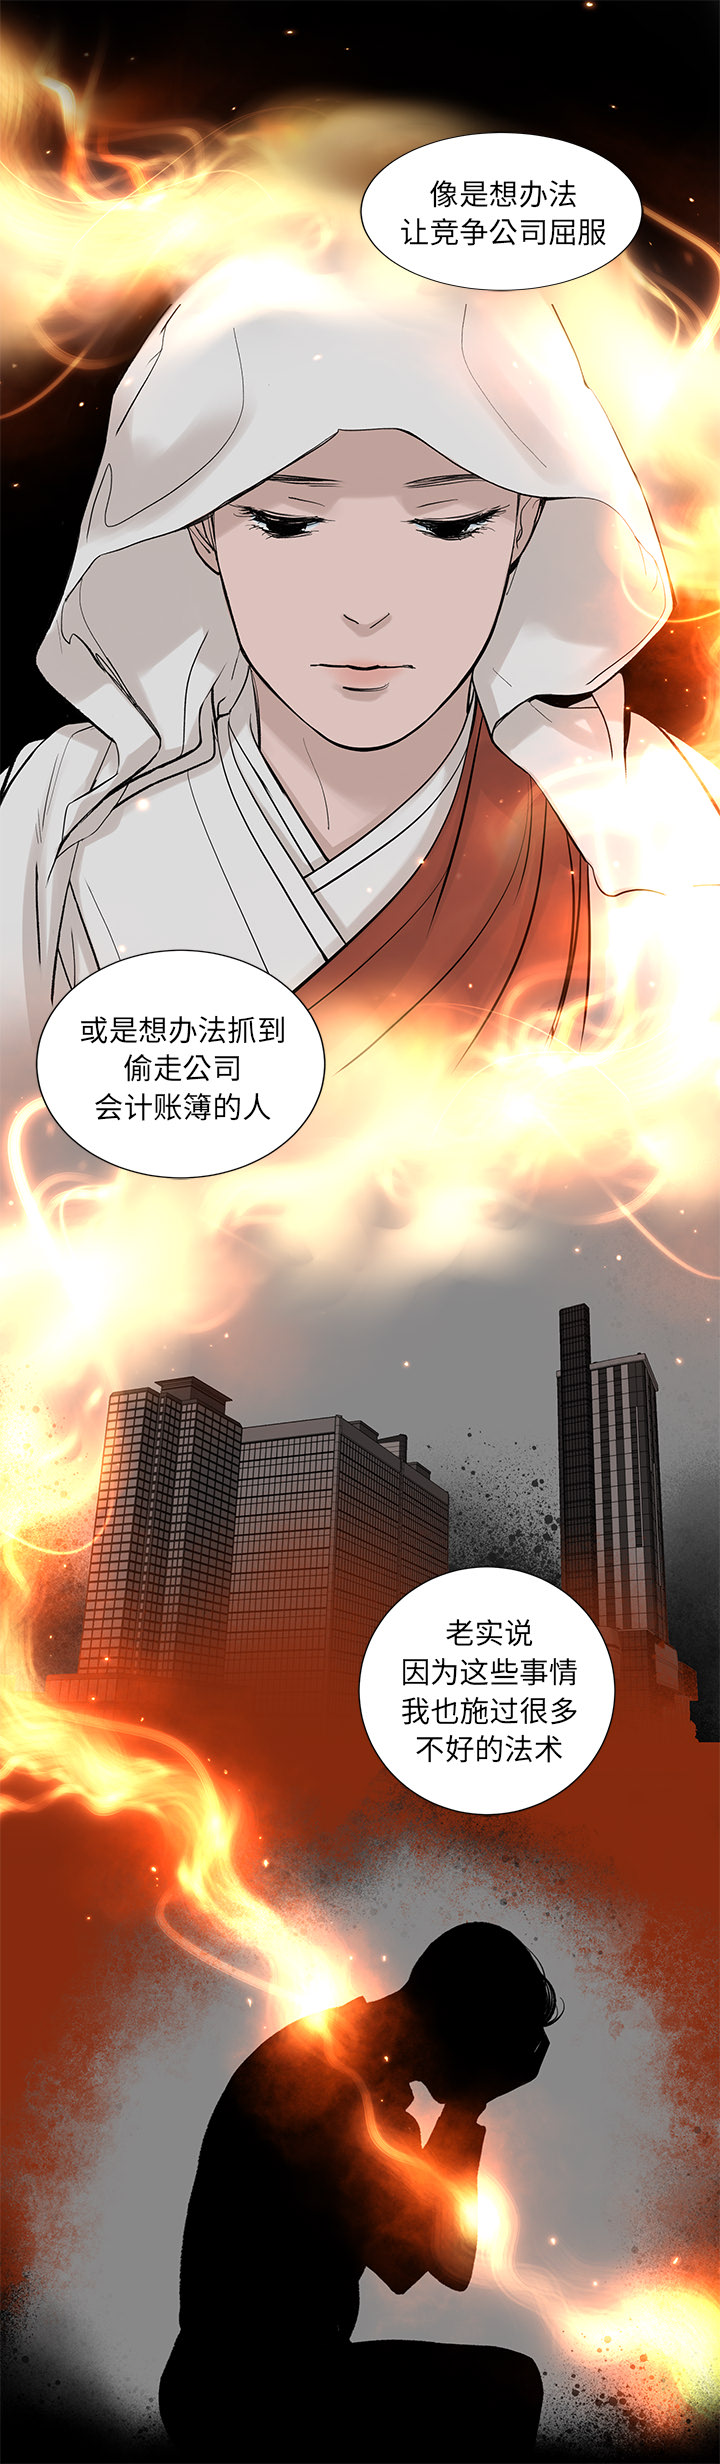 像是想办法
让竞争公司屈服
或是想办法抓到
偷走公司
会计账簿的人
老实说
因为这些事情
我也施过很多
不好的法术